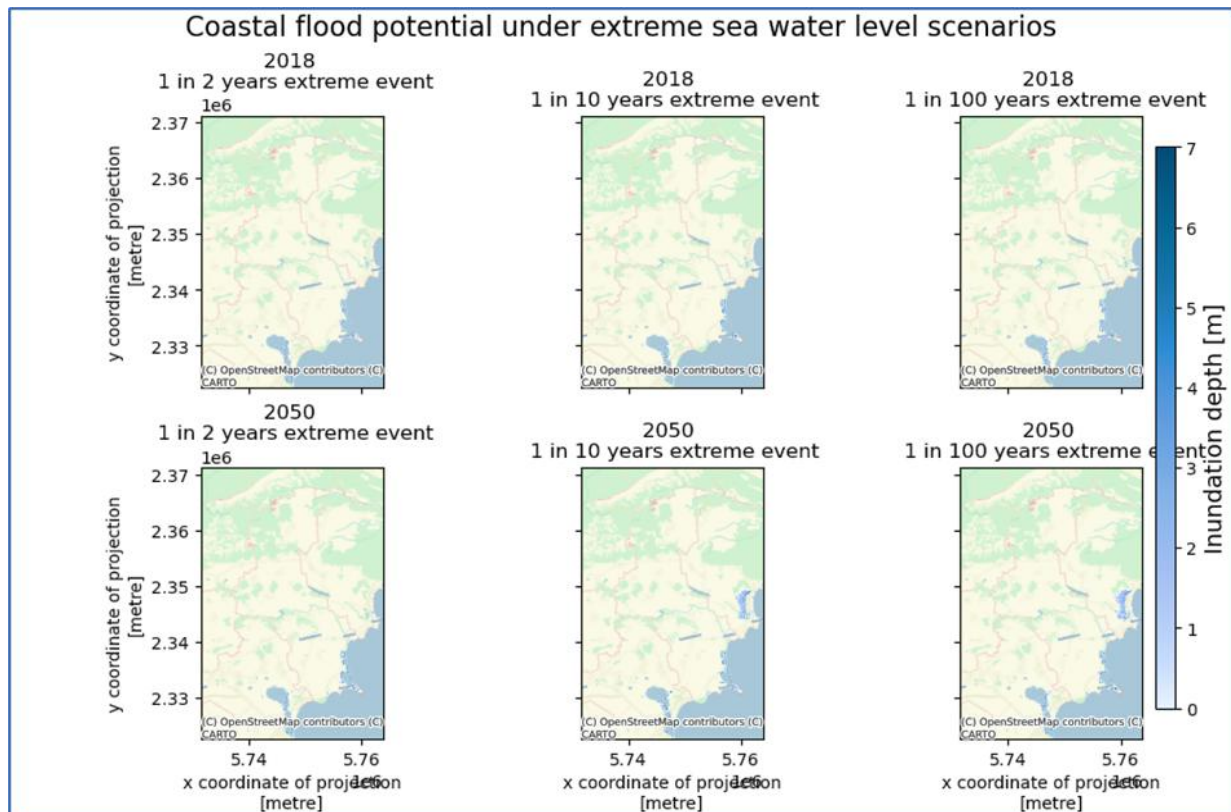 Coastal flood potential under extreme sea water level scenarios
2018
1 in 2 years extreme event
2018
1 in 10 years extreme event
2018
1 in 100 years extreme event
1e6
2.37
2.36
2.35
2.34
2.33
y coordinate of projection
[metre]
(C) OpenStreetMap contributors (C)
CARTO
(C) OpenStreetMap contributors (C)
CARTO
(C) OpenStreetMap contributors (C)
CARTO
2050
1 in 2 years extreme event
2050
1 in 10 years extreme event
2050
1 in 100 years extreme event
1e6
2.37
2.36
2.35
2.34
2.33
y coordinate of projection
[metre]
(C) OpenStreetMap contributors (C)
CARTO
(C) OpenStreetMap contributors (C)
CARTO
(C) OpenStreetMap contributors (C)
CARTO
5.74 5.76
1e6
x coordinate of projection
[metre]
5.74 5.76
1e6
x coordinate of projection
[metre]
5.74 5.76
1e6
x coordinate of projection
[metre]
7
6
5
4
3
2
1
0
Inundation depth [m]